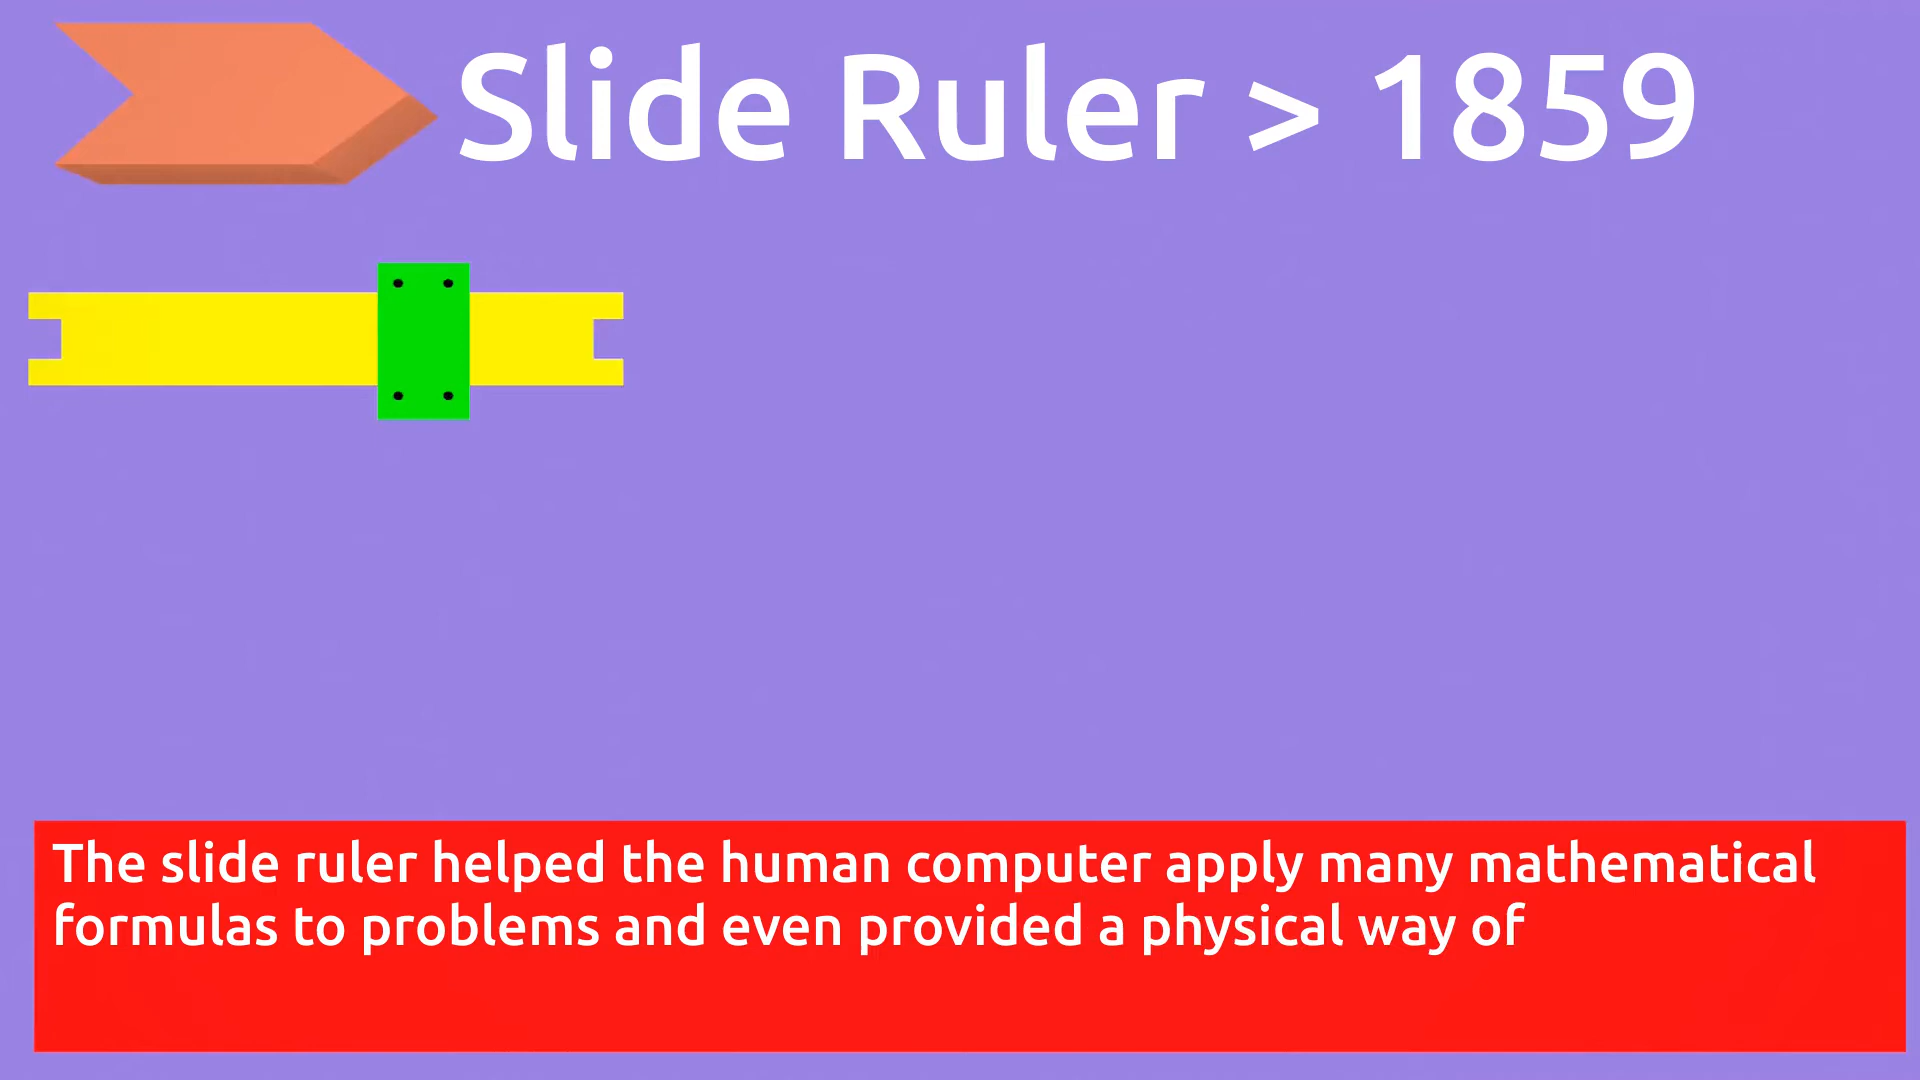 Slide Ruler > 1859
The slide ruler helped the human computer apply many mathematical
formulas to problems and even provided a physical way of